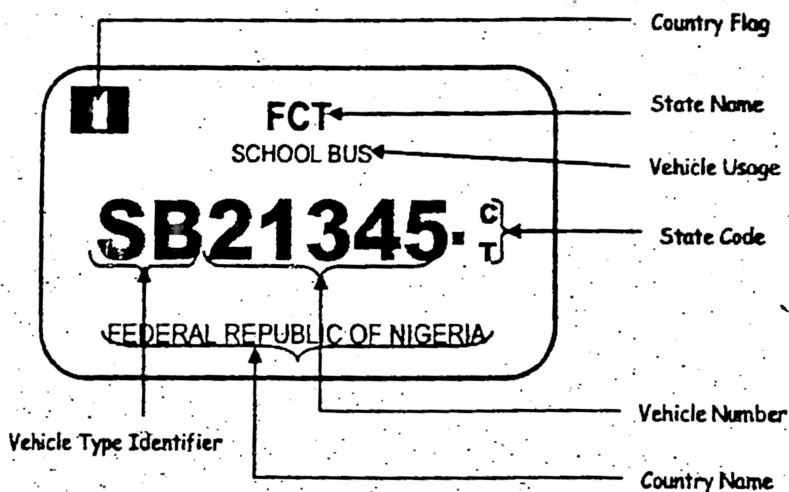 Country Flag
FCT
State Name
SCHOOL BUS
Vehicle Usage
SB21345-
C
T
State Code
FEDERAL REPUBLIC OF NIGERIA
Vehicle Number
Vehicle Type Identifier
Country Name